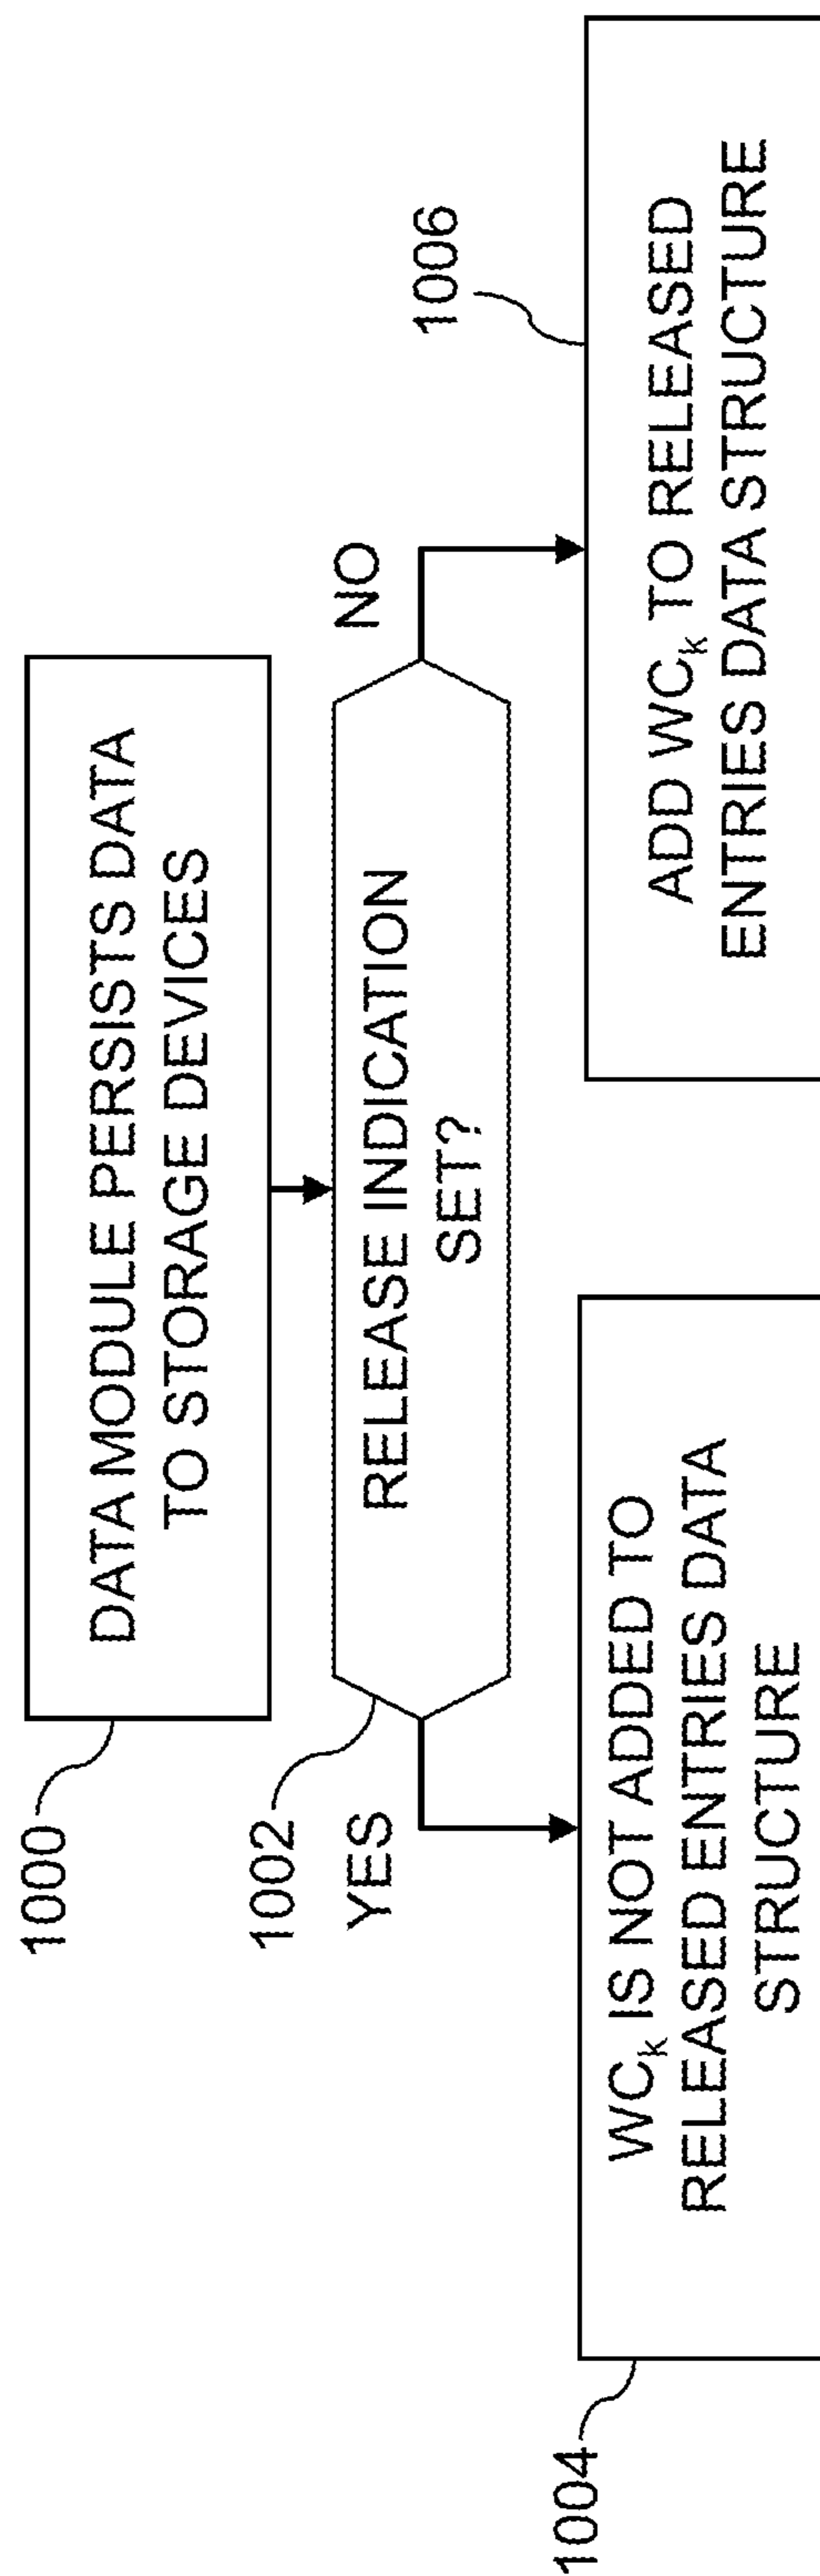 1000
DATA MODULE PERSISTS DATA
TO STORAGE DEVICES
1002
RELEASE INDICATION
SET?
YES
NO
1004
WCₖ IS NOT ADDED TO
RELEASED ENTRIES DATA
STRUCTURE
1006
ADD WCₖ TO RELEASED
ENTRIES DATA STRUCTURE